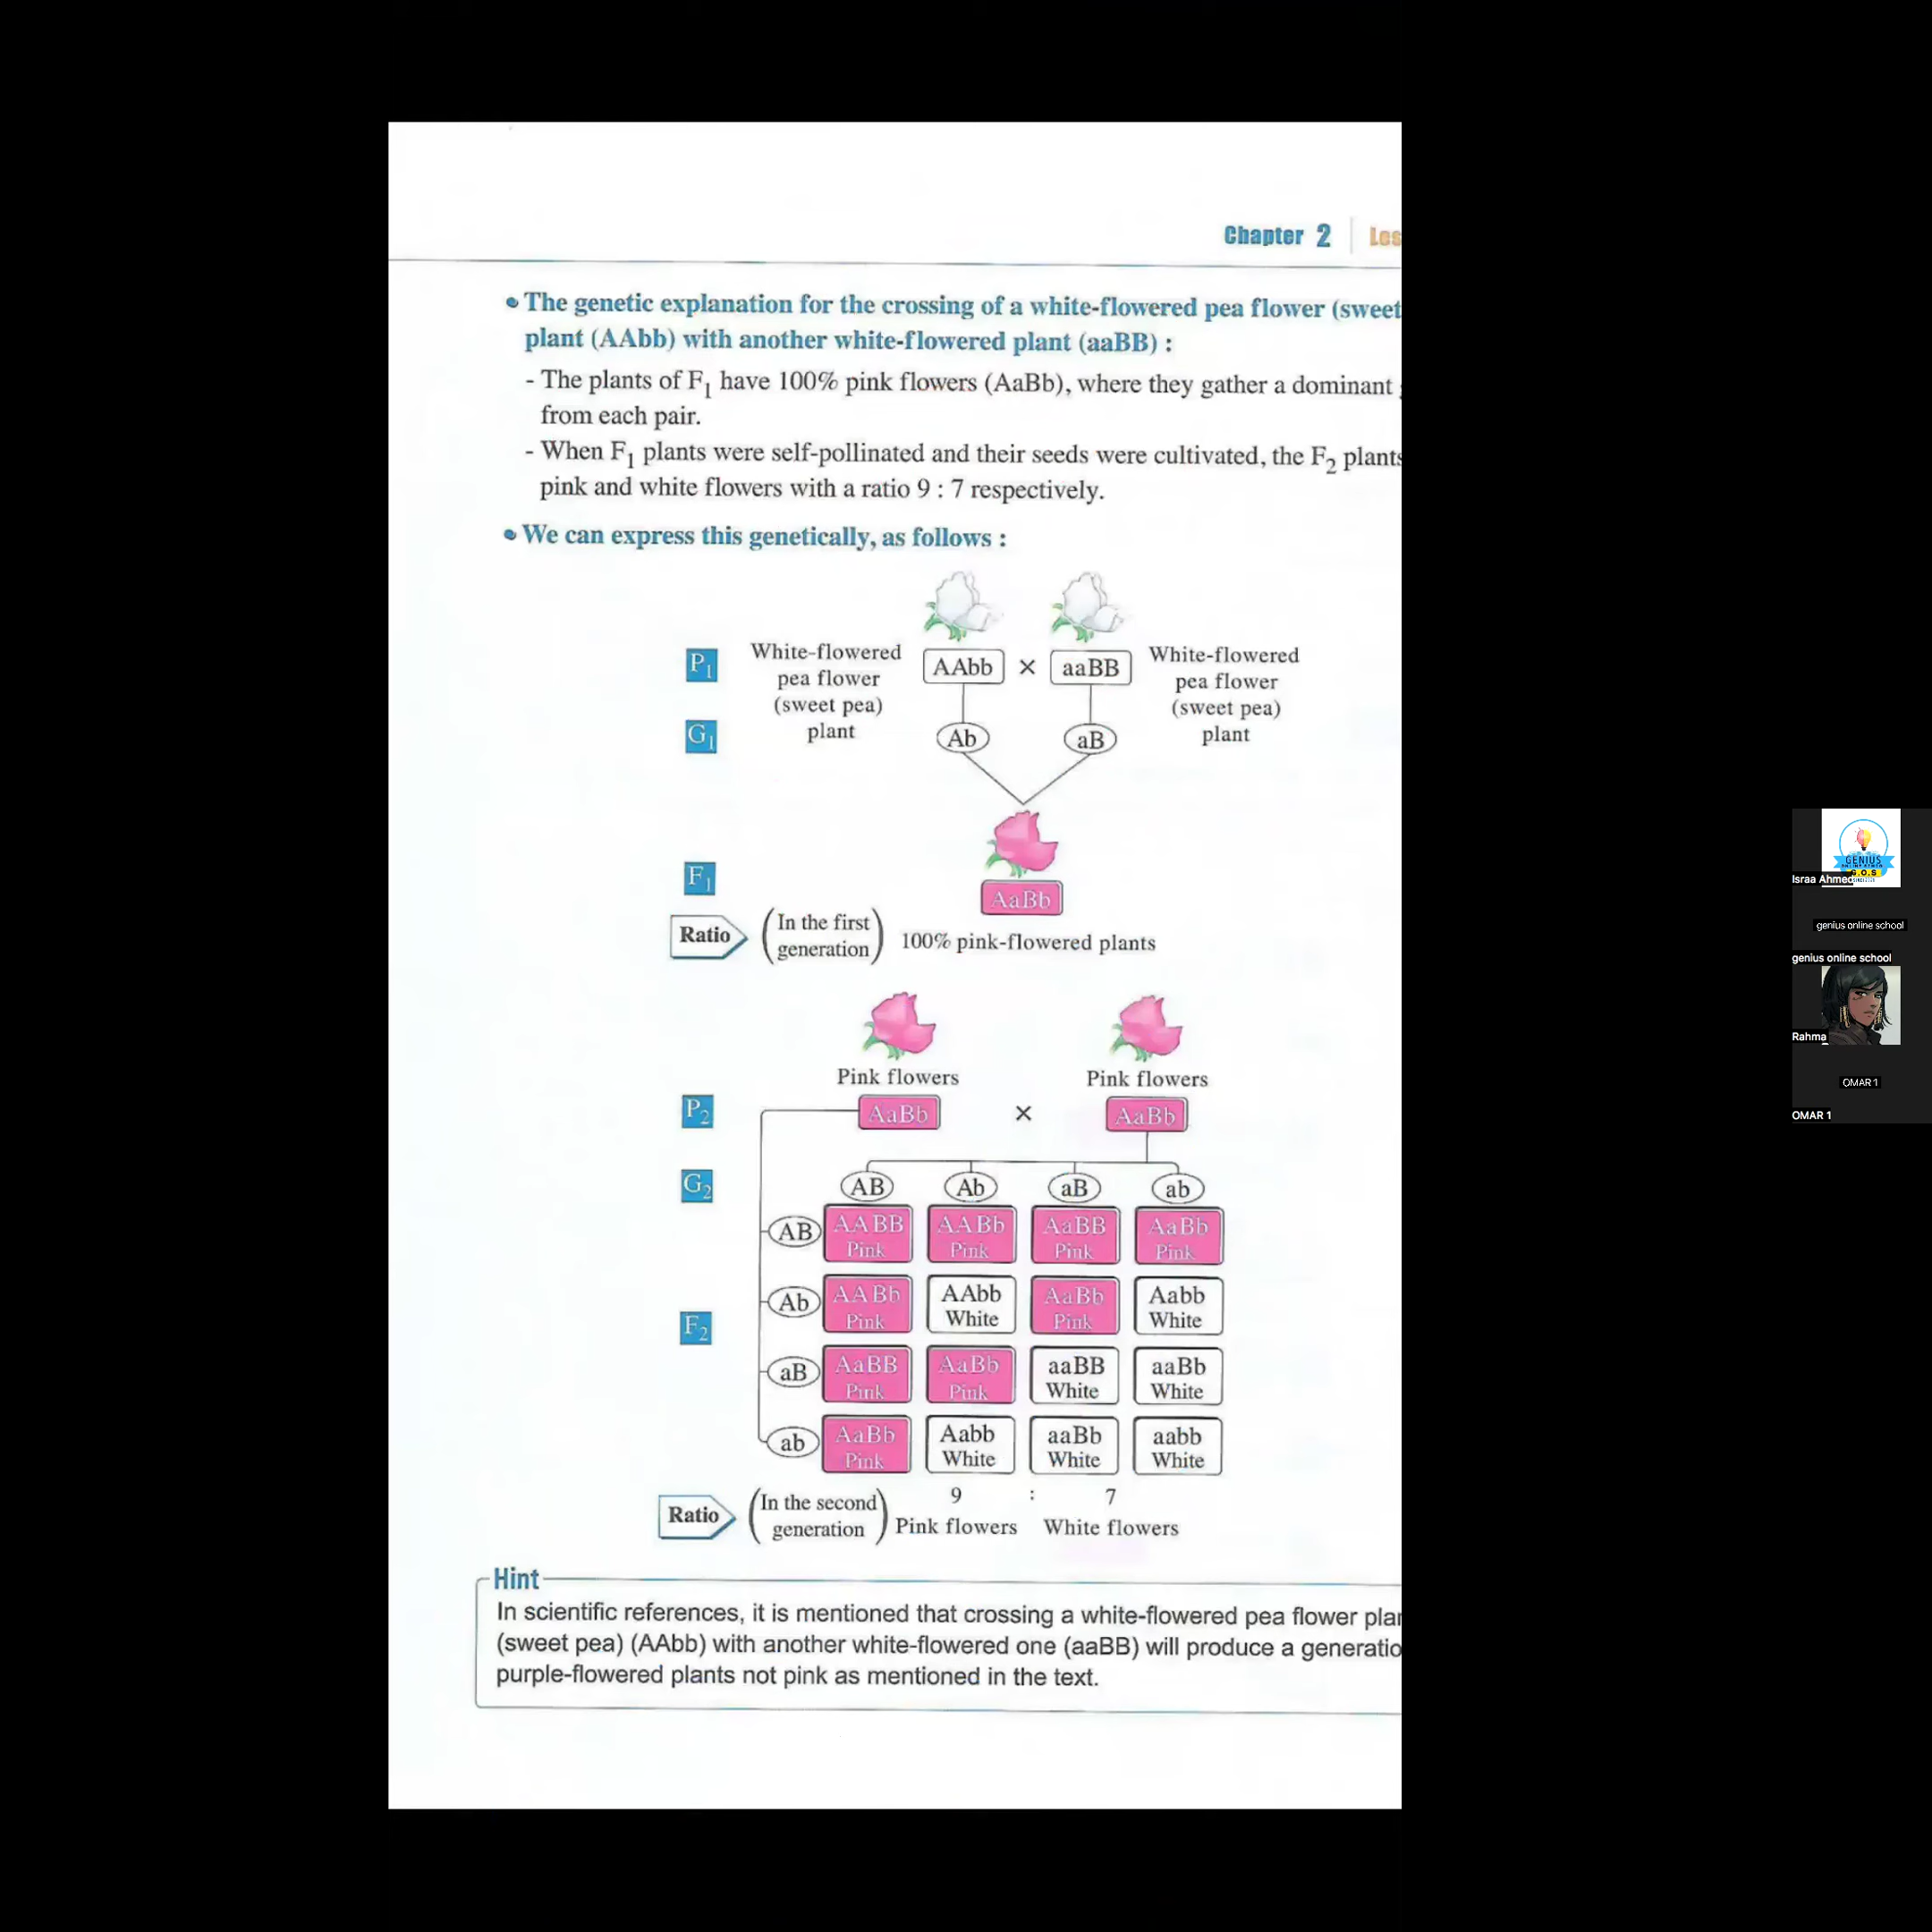 Chapter 2
• The genetic explanation for the crossing of a white-flowered pea flower (sweet
plant (AAbb) with another white-flowered plant (aaBB) :
- The plants of F1 have 100% pink flowers (AaBb), where they gather a dominant
from each pair.
- When F1 plants were self-pollinated and their seeds were cultivated, the F2 plants
pink and white flowers with a ratio 9 : 7 respectively.
• We can express this genetically, as follows :
P1
White-flowered
pea flower
(sweet pea)
plant
AAbb × aaBB
White-flowered
pea flower
(sweet pea)
plant
G1
Ab aB
F1
AaBb
Ratio (In the first
generation) 100% pink-flowered plants
Pink flowers Pink flowers
P2 AaBb × AaBb
G2 AB Ab aB ab
AB AABB AABb AaBB AaBb
Pink Pink Pink Pink
Ab AABb AAbb AaBb Aabb
Pink White Pink White
F2
aB AaBB AaBb aaBB aaBb
Pink Pink White White
ab AaBb Aabb aaBb aabb
Pink White White White
Ratio (In the second
generation) 9 : 7
Pink flowers White flowers
Hint
In scientific references, it is mentioned that crossing a white-flowered pea flower
(sweet pea) (AAbb) with another white-flowered one (aaBB) will produce a
purple-flowered plants not pink as mentioned in the text.
GENIUS
G.O.S
Israa Ahmed
genius online school
genius online school
Rahma
OMAR 1
OMAR 1